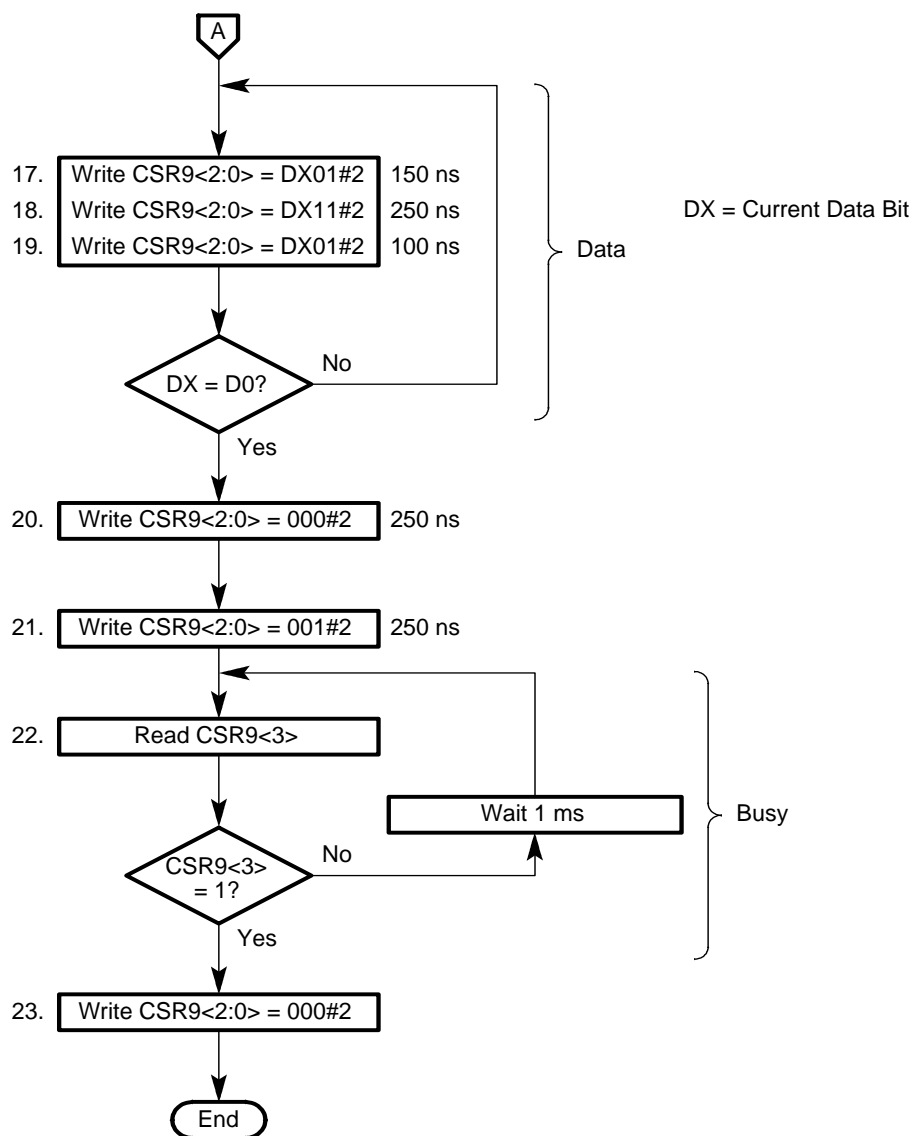 A
17. Write CSR9<2:0> = DX01#2 150 ns
18. Write CSR9<2:0> = DX11#2 250 ns
DX = Current Data Bit
19. Write CSR9<2:0> = DX01#2 100 ns
Data
No
DX = D0?
Yes
20. Write CSR9<2:0> = 000#2 250 ns
21. Write CSR9<2:0> = 001#2 250 ns
22. Read CSR9<3>
Wait 1 ms
Busy
No
CSR9<3>
= 1?
Yes
23. Write CSR9<2:0> = 000#2
End